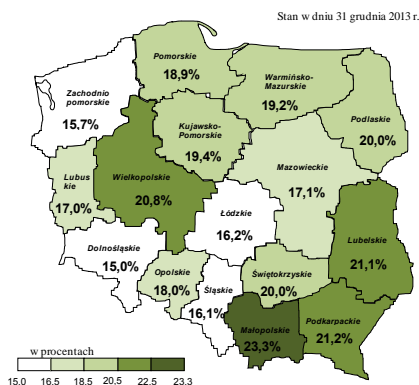 Stan w dniu 31 grudnia 2013 r.
Pomorskie
18,9%
Warmińsko-
Mazurskie
19,2%
Zachodnio
pomorskie
15,7%
Podlaskie
20,0%
Kujawsko-
Pomorskie
19,4%
Lubus
kie
17,0%
Wielkopolskie
20,8%
Mazowieckie
17,1%
Łódzkie
16,2%
Dolnośląskie
15,0%
Lubelskie
21,1%
Opolskie
18,0%
Śląskie
16,1%
Świętokrzyskie
20,0%
Małopolskie
23,3%
Podkarpackie
21,2%
w procentach
15.0 16.5 18.5 20.5 22.5 23.3